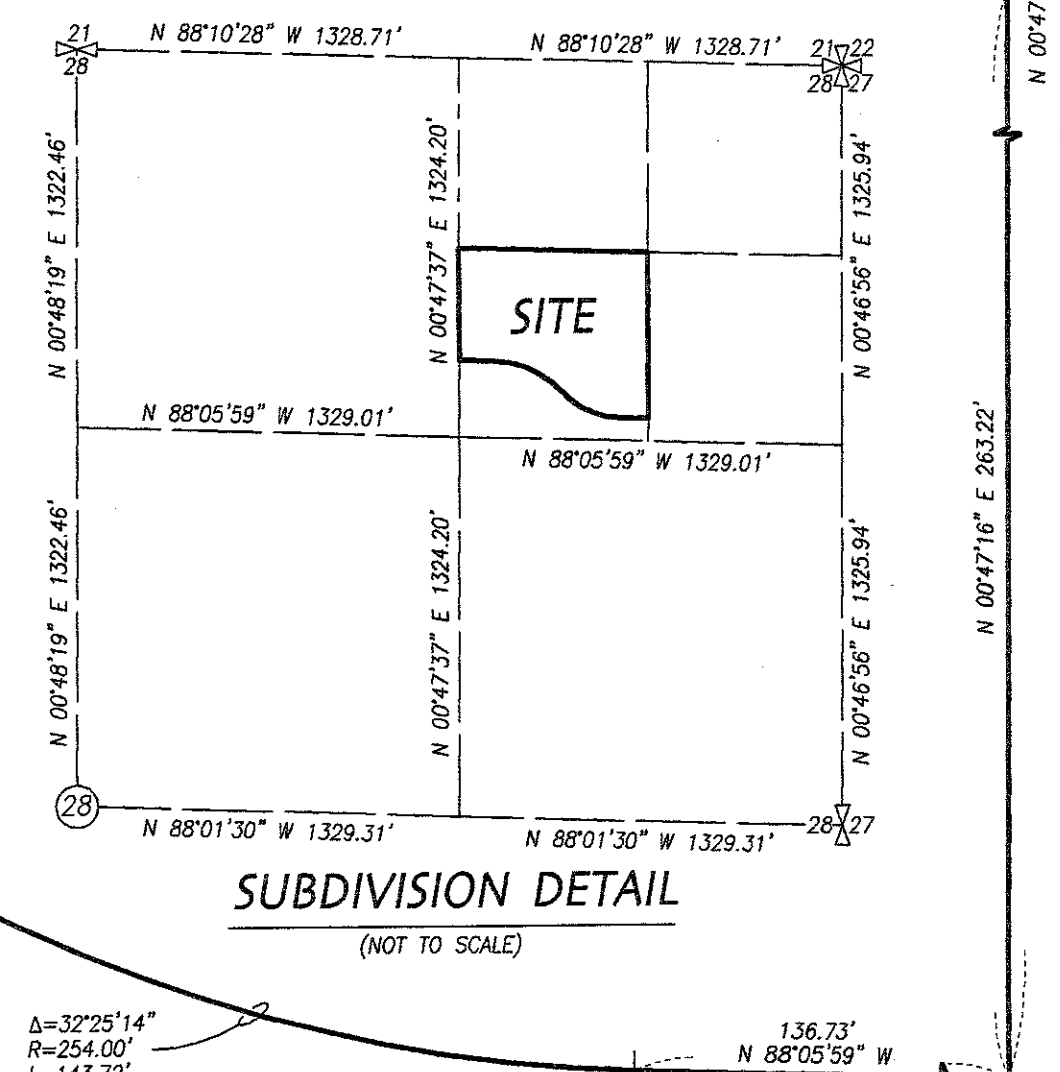 21
28
N 88°10'28" W 1328.71'
N 88°10'28" W 1328.71'
21 22
28 27
N 00°47
N 00°48'19" E 1322.46'
N 00°47'37" E 1324.20'
N 00°46'56" E 1325.94'
SITE
N 88°05'59" W 1329.01'
N 88°05'59" W 1329.01'
N 00°47'16" E 263.22'
N 00°48'19" E 1322.46'
N 00°47'37" E 1324.20'
N 00°46'56" E 1325.94'
28
N 88°01'30" W 1329.31'
N 88°01'30" W 1329.31'
28 27
SUBDIVISION DETAIL
(NOT TO SCALE)
Δ=32°25'14"
R=254.00'
L=143.72'
136.73'
N 88°05'59" W